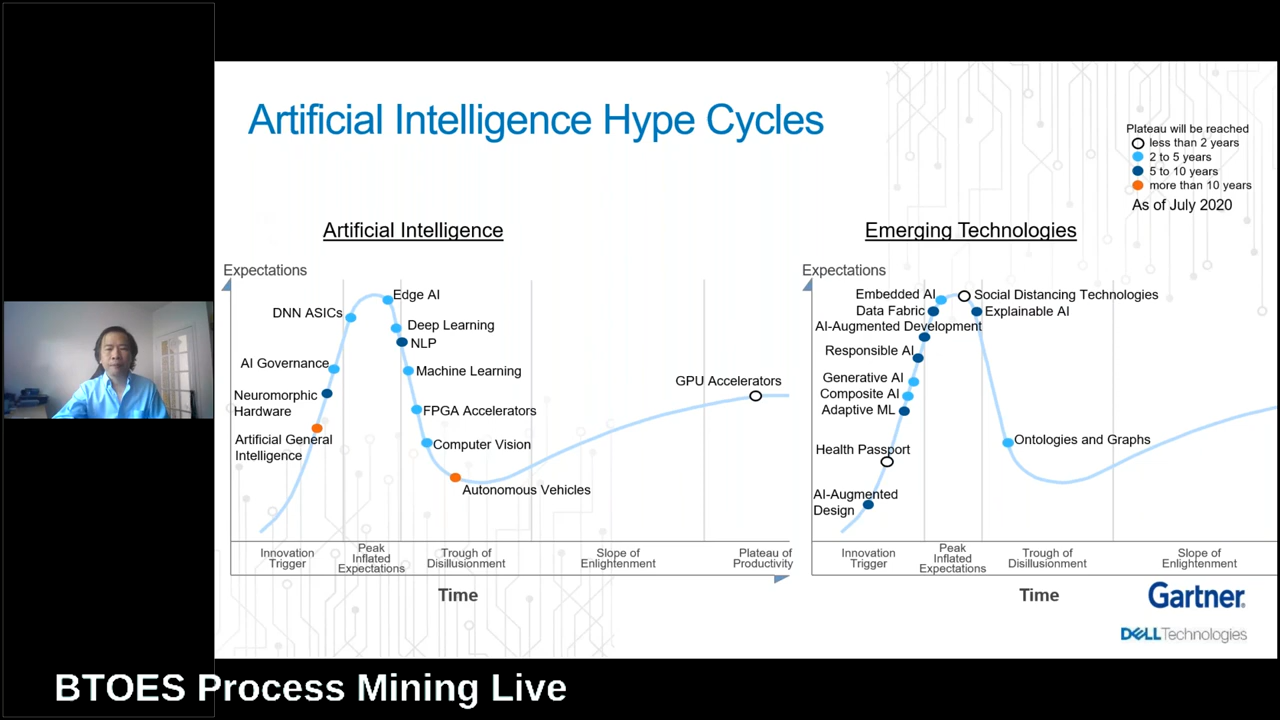 Artificial Intelligence Hype Cycles
Plateau will be reached
less than 2 years
2 to 5 years
5 to 10 years
more than 10 years
As of July 2020
Artificial Intelligence
Expectations
Edge AI
DNN ASICs
Deep Learning
NLP
AI Governance
Machine Learning
GPU Accelerators
Neuromorphic
Hardware
FPGA Accelerators
Artificial General
Intelligence
Computer Vision
Autonomous Vehicles
Innovation
Trigger
Peak
Inflated
Expectations
Trough of
Disillusionment
Slope of
Enlightenment
Plateau of
Productivity
Time
Emerging Technologies
Expectations
Embedded AI
Social Distancing Technologies
Data Fabric
Explainable AI
AI-Augmented Development
Responsible AI
Generative AI
Composite AI
Adaptive ML
Ontologies and Graphs
Health Passport
AI-Augmented
Design
Innovation
Trigger
Peak
Inflated
Expectations
Trough of
Disillusionment
Slope of
Enlightenment
Time
Gartner
DELL Technologies
BTOES Process Mining Live